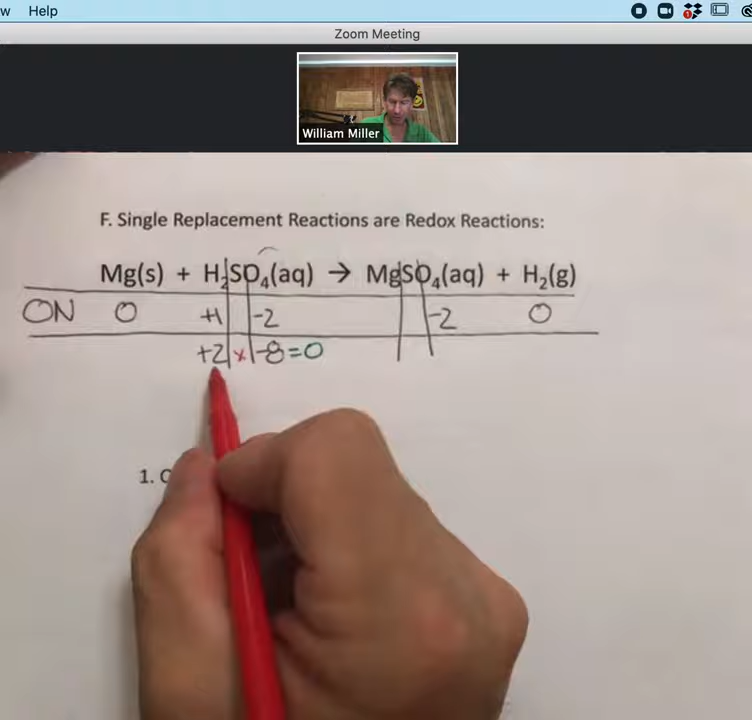 w Help
Zoom Meeting
William Miller
F. Single Replacement Reactions are Redox Reactions:
Mg(s) + H₂SO₄(aq) → MgSO₄(aq) + H₂(g)
ON 0 +1 -2 -2 0
+2 x -8 = 0
1.